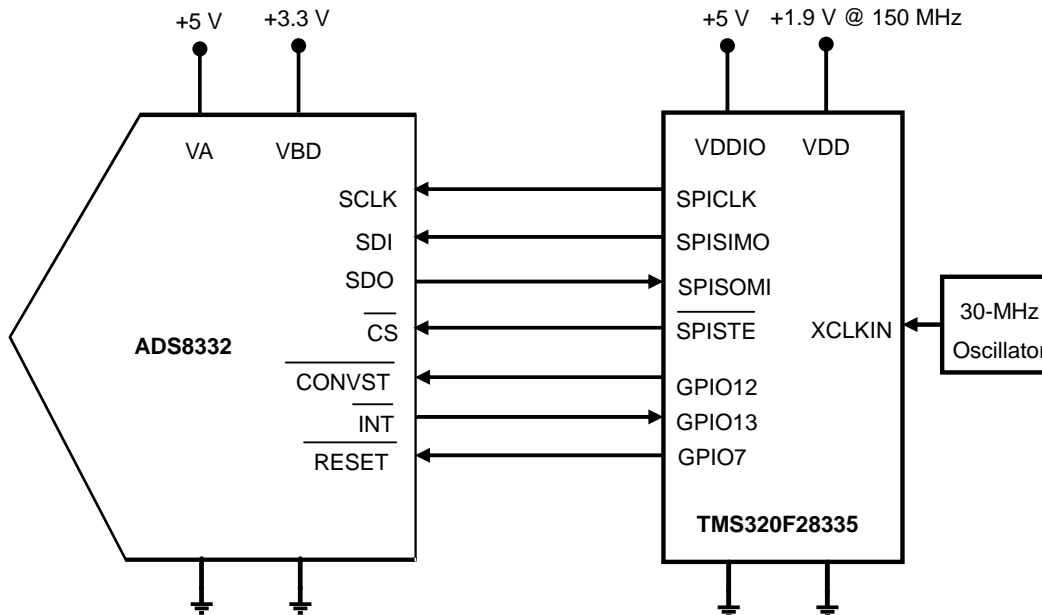 +5 V
+3.3 V
+5 V
+1.9 V @ 150 MHz
VA
VBD
VDDIO
VDD
SCLK
SPICLK
SDI
SPISIMO
SDO
SPISOMI
CS
SPISTE
XCLKIN
30-MHz
Oscillator
ADS8332
CONVST
GPIO12
INT
GPIO13
RESET
GPIO7
TMS320F28335